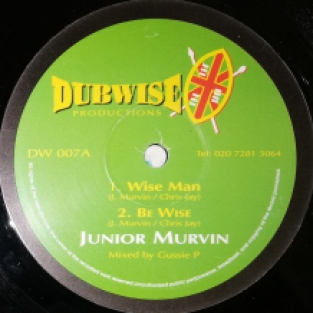 DUBWISE
PRODUCTIONS
DW 007A
Tel: 020 7281 3064
1. WISE MAN
(J. Murvin / Chris Jay)
2. BE WISE
(J. Murvin / Chris Jay)
JUNIOR MURVIN
Mixed by Gussie P